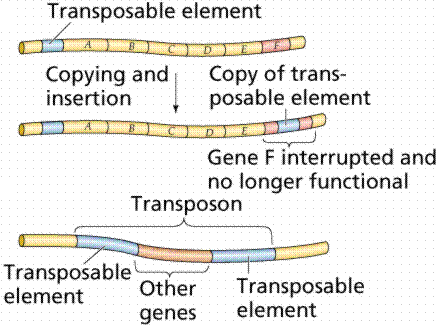 Transposable element
A B C D E F
Copying and
insertion
Copy of trans-
posable element
A B C D E
Gene F interrupted and
no longer functional
Transposon
Transposable
element
Other
genes
Transposable
element